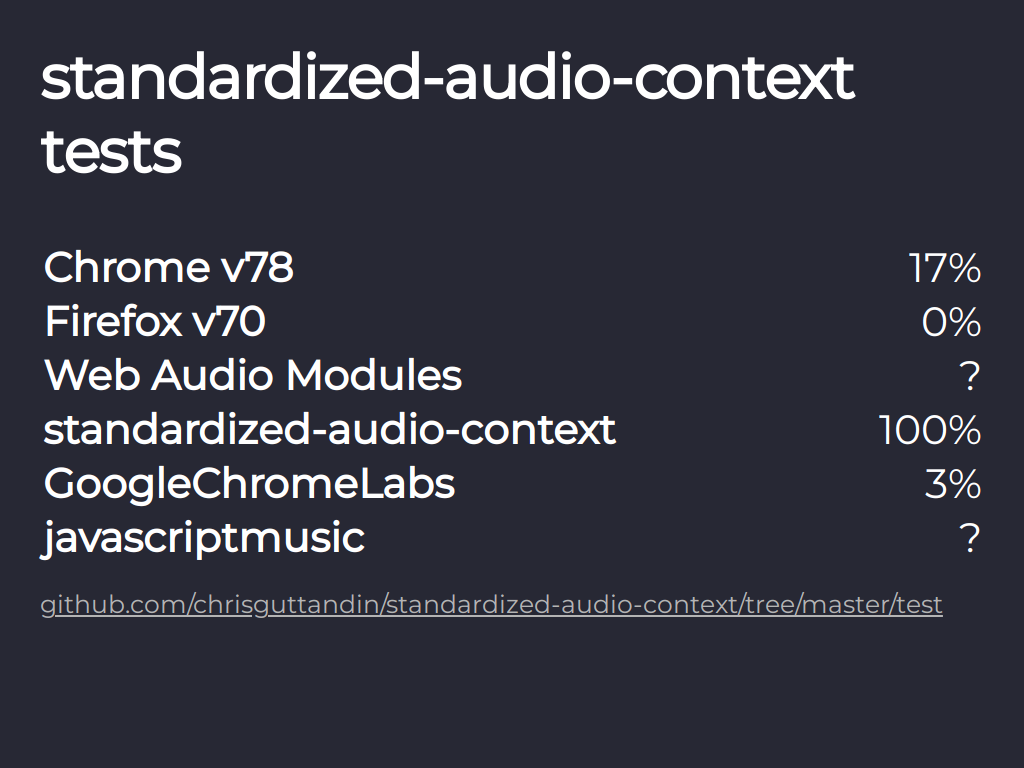 standardized-audio-context
tests
Chrome v78 17%
Firefox v70 0%
Web Audio Modules ?
standardized-audio-context 100%
GoogleChromeLabs 3%
javascriptmusic ?
github.com/chrisguttandin/standardized-audio-context/tree/master/test